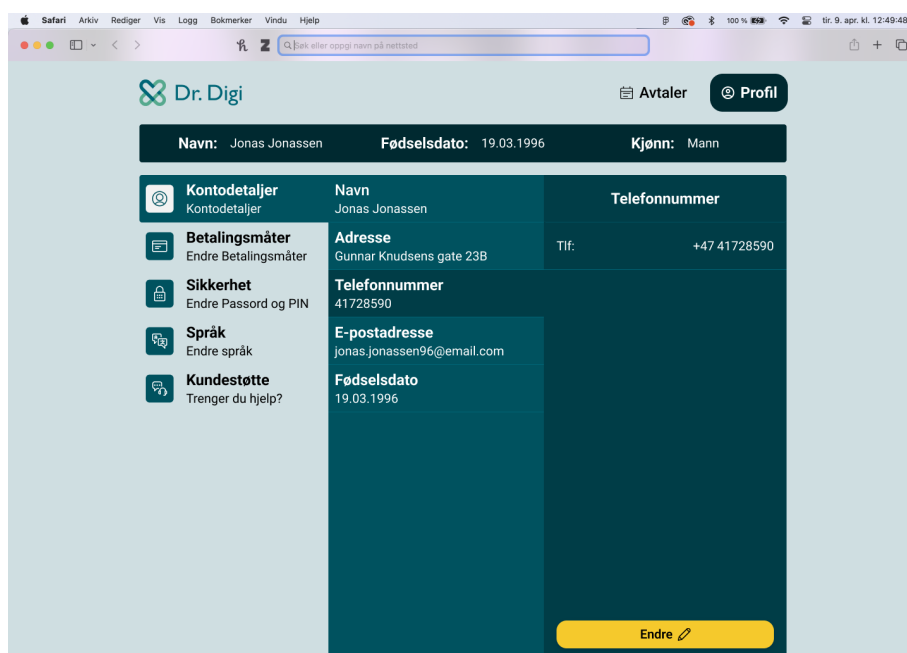 Safari Arkiv Rediger Vis Logg Bokmerker Vindu Hjelp 100 % tir. 9. apr. kl. 12:49:48
Søk eller oppgi navn på nettsted
Dr. Digi
Avtaler
Profil
Navn: Jonas Jonassen Fødselsdato: 19.03.1996 Kjønn: Mann
Kontodetaljer
Kontodetaljer
Betalingsmåter
Endre Betalingsmåter
Sikkerhet
Endre Passord og PIN
Språk
Endre språk
Kundestøtte
Trenger du hjelp?
Navn
Jonas Jonassen
Adresse
Gunnar Knudsens gate 23B
Telefonnummer
41728590
E-postadresse
jonas.jonassen96@email.com
Fødselsdato
19.03.1996
Telefonnummer
Tlf: +47 41728590
Endre